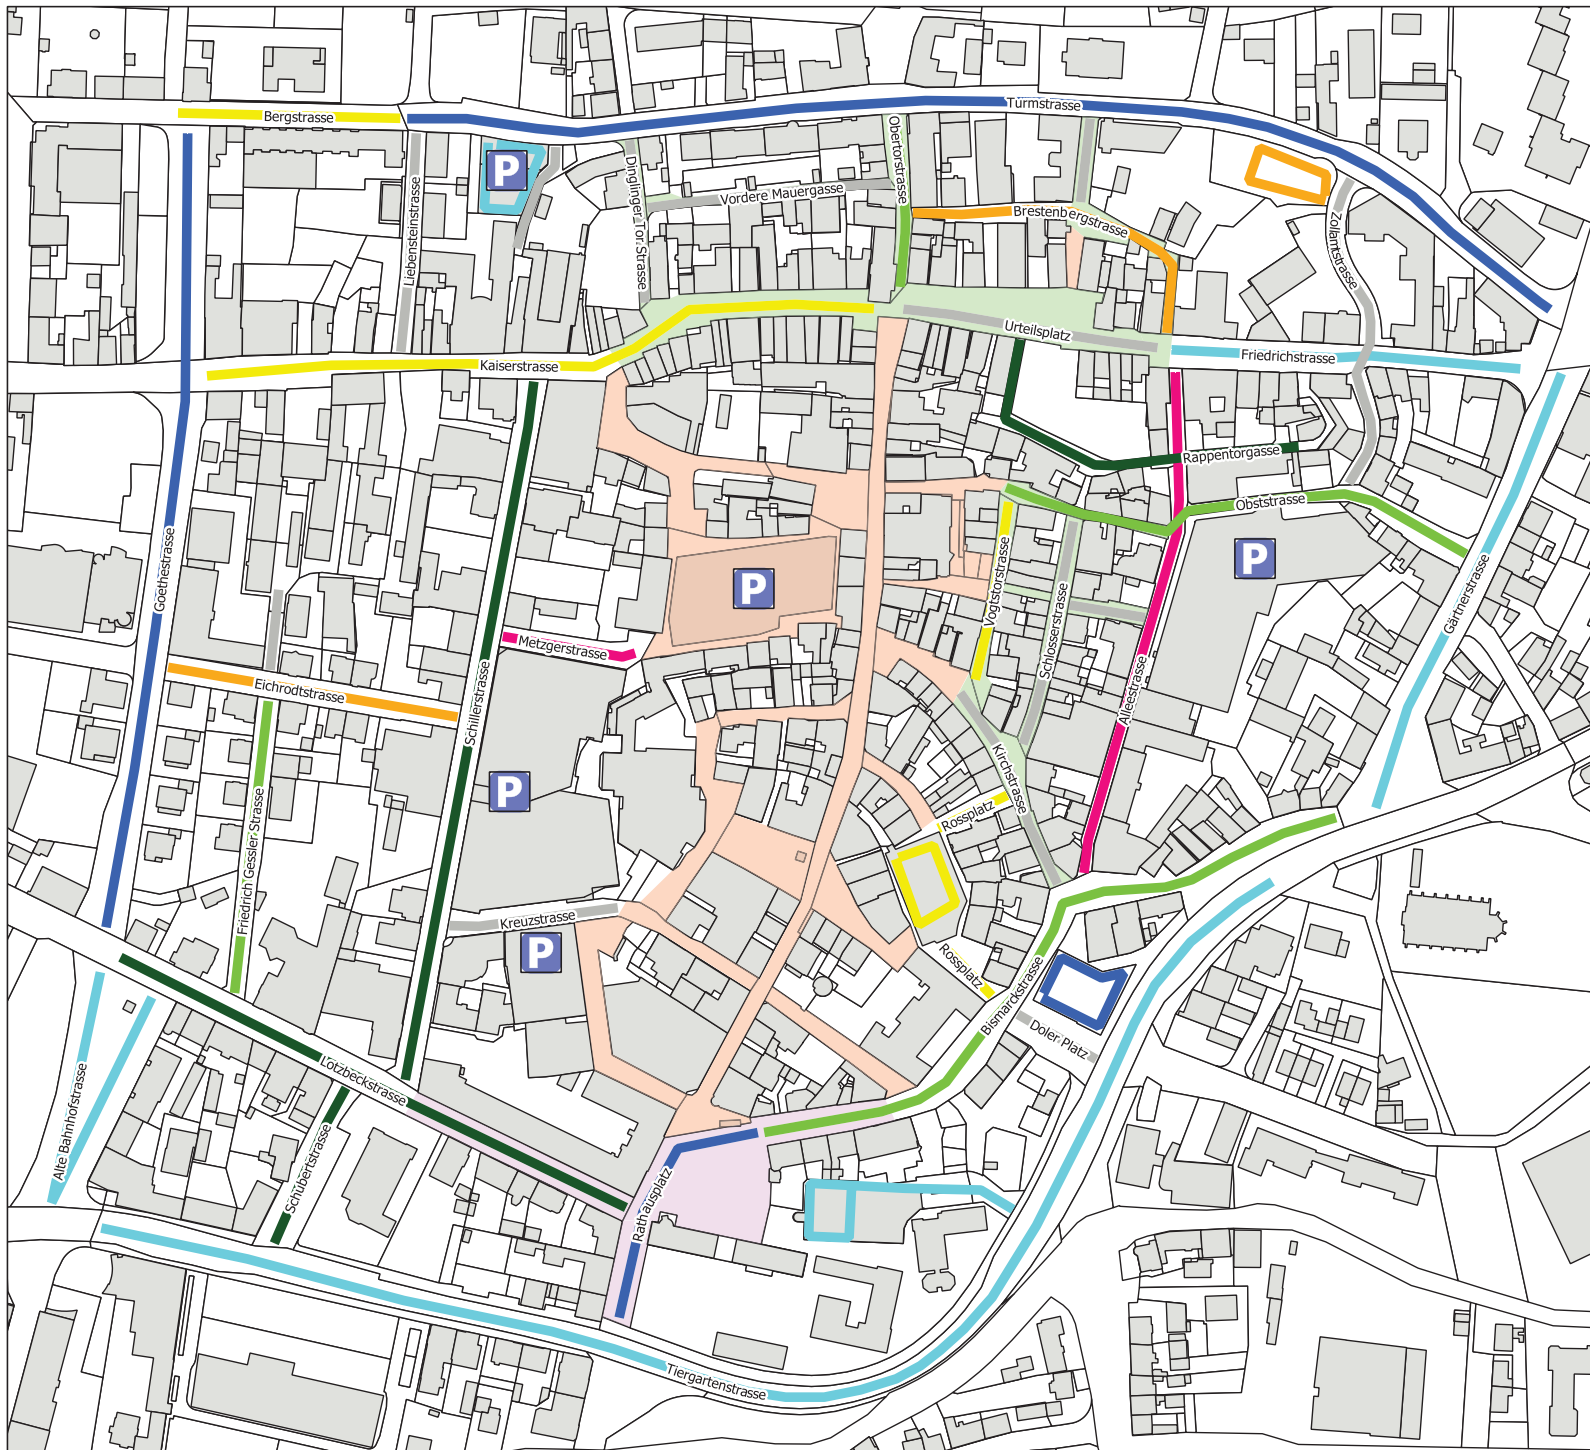 Turmstrasse
Bergstrasse
P
Obertorstrasse
Dinglinger Tor Strasse
Vordere Mauergasse
Liebensteinstrasse
Brestenbergstrasse
Zollamtstrasse
Urteilsplatz
Friedrichstrasse
Kaiserstrasse
Rappentorgasse
Obststrasse
P
P
Goethestrasse
Vogtstorstrasse
Schlosserstrasse
Gärtnerstrasse
Metzgerstrasse
Eichrodtstrasse
Schillerstrasse
Alleestrasse
Kirchstrasse
P
Rossplatz
Friedrich Gessler Strasse
Kreuzstrasse
P
Rossplatz
Bismarckstrasse
Doler Platz
Lotzbeckstrasse
Alte Bahnhofstrasse
Schubertstrasse
Rathausplatz
Tiergartenstrasse